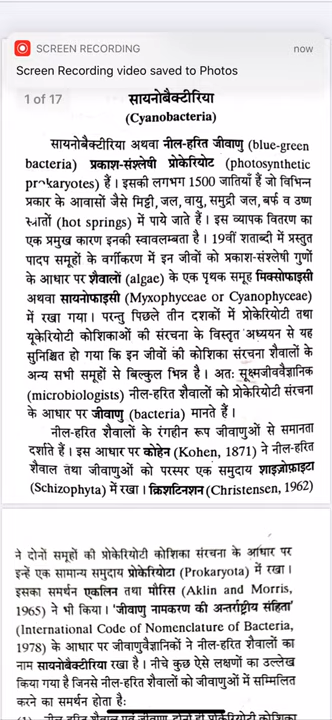 SCREEN RECORDING
now
Screen Recording video saved to Photos
1 of 17
सायनोबैक्टीरिया
(Cyanobacteria)
सायनोबैक्टीरिया अथवा नील-हरित जीवाणु (blue-green
bacteria) प्रकाश-संश्लेषी प्रोकेरियोट (photosynthetic
prokaryotes) हैं। इसकी लगभग 1500 जातियाँ हैं जो विभिन्न
प्रकार के आवासों जैसे मिट्टी, जल, वायु, समुद्री जल, बर्फ व उष्ण
स्रोतों (hot springs) में पाये जाते हैं। इस व्यापक वितरण का
एक प्रमुख कारण इनकी स्वावलम्बता है। 19वीं शताब्दी में प्रस्तुत
पादप समूहों के वर्गीकरण में इन जीवों को प्रकाश-संश्लेषी गुणों
के आधार पर शैवालों (algae) के एक पृथक समूह मिक्सोफाइसी
अथवा सायनोफाइसी (Myxophyceae or Cyanophyceae)
में रखा गया। परन्तु पिछले तीन दशकों में प्रोकेरियोटी तथा
यूकेरियोटी कोशिकाओं की संरचना के विस्तृत अध्ययन से यह
सुनिश्चित हो गया कि इन जीवों की कोशिका संरचना शैवालों के
अन्य सभी समूहों से बिल्कुल भिन्न है। अतः सूक्ष्मजीववैज्ञानिक
(microbiologists) नील-हरित शैवालों को प्रोकेरियोटी संरचना
के आधार पर जीवाणु (bacteria) मानते हैं।
नील-हरित शैवालों के रंगहीन रूप जीवाणुओं से समानता
दर्शाते हैं। इस आधार पर कोहेन (Kohen, 1871) ने नील-हरित
शैवाल तथा जीवाणुओं को परस्पर एक समुदाय शाइज़ोफ़ाइटा
(Schizophyta) में रखा। क्रिशटिनशन (Christensen, 1962)
ने दोनों समूहों की प्रोकेरियोटी कोशिका संरचना के आधार पर
इन्हें एक सामान्य समुदाय प्रोकेरियोटा (Prokaryota) में रखा।
इसका समर्थन एकलिन तथा मौरिस (Aklin and Morris,
1965) ने भी किया। 'जीवाणु नामकरण की अन्तर्राष्ट्रीय संहिता'
(International Code of Nomenclature of Bacteria,
1978) के आधार पर जीवाणुवैज्ञानिकों ने नील-हरित शैवालों का
नाम सायनोबैक्टीरिया रखा है। नीचे कुछ ऐसे लक्षणों का उल्लेख
किया गया है जिनसे नील-हरित शैवालों को जीवाणुओं में सम्मिलित
करने का समर्थन होता है: